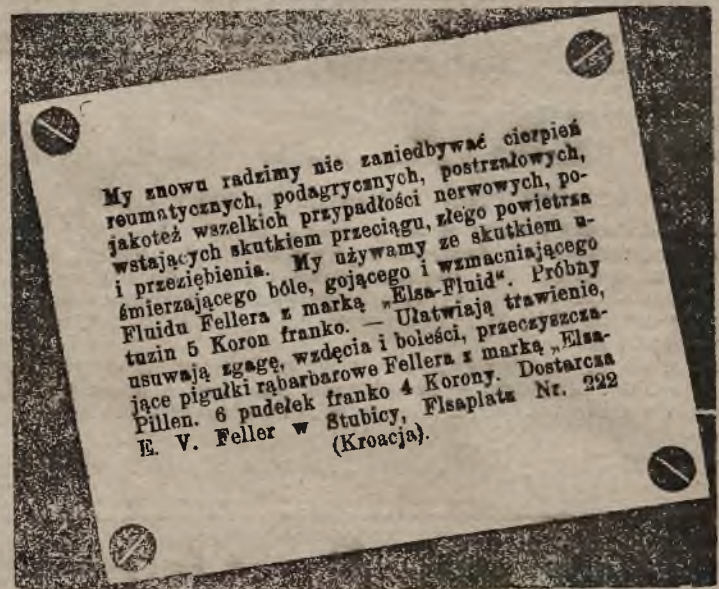 My znowu radzimy nie zaniedbywać cierpień
reumatycznych, podagrycznych, postrzałowych,
jakoteż wszelkich przypadłości nerwowych, po-
wstających skutkiem przeciągu, złego powietrza
i przeziębienia. My używamy ze skutkiem u-
śmierzającego bóle, gojącego i wzmacniającego
Fluidu Fellera z marką „Elsa-Fluid“. Próbny
tuzin 5 Koron franko. — Ułatwiają trawienie,
usuwają zgagę, wzdęcia i boleści, przeczyszcza-
jące pigułki rąbarbarowe Fellera z marką „Elsa-
Pillen. 6 pudełek franko 4 Korony. Dostarcza
E. V. Feller w Stubicy, Flsaplatz Nr. 222
(Kroacja).